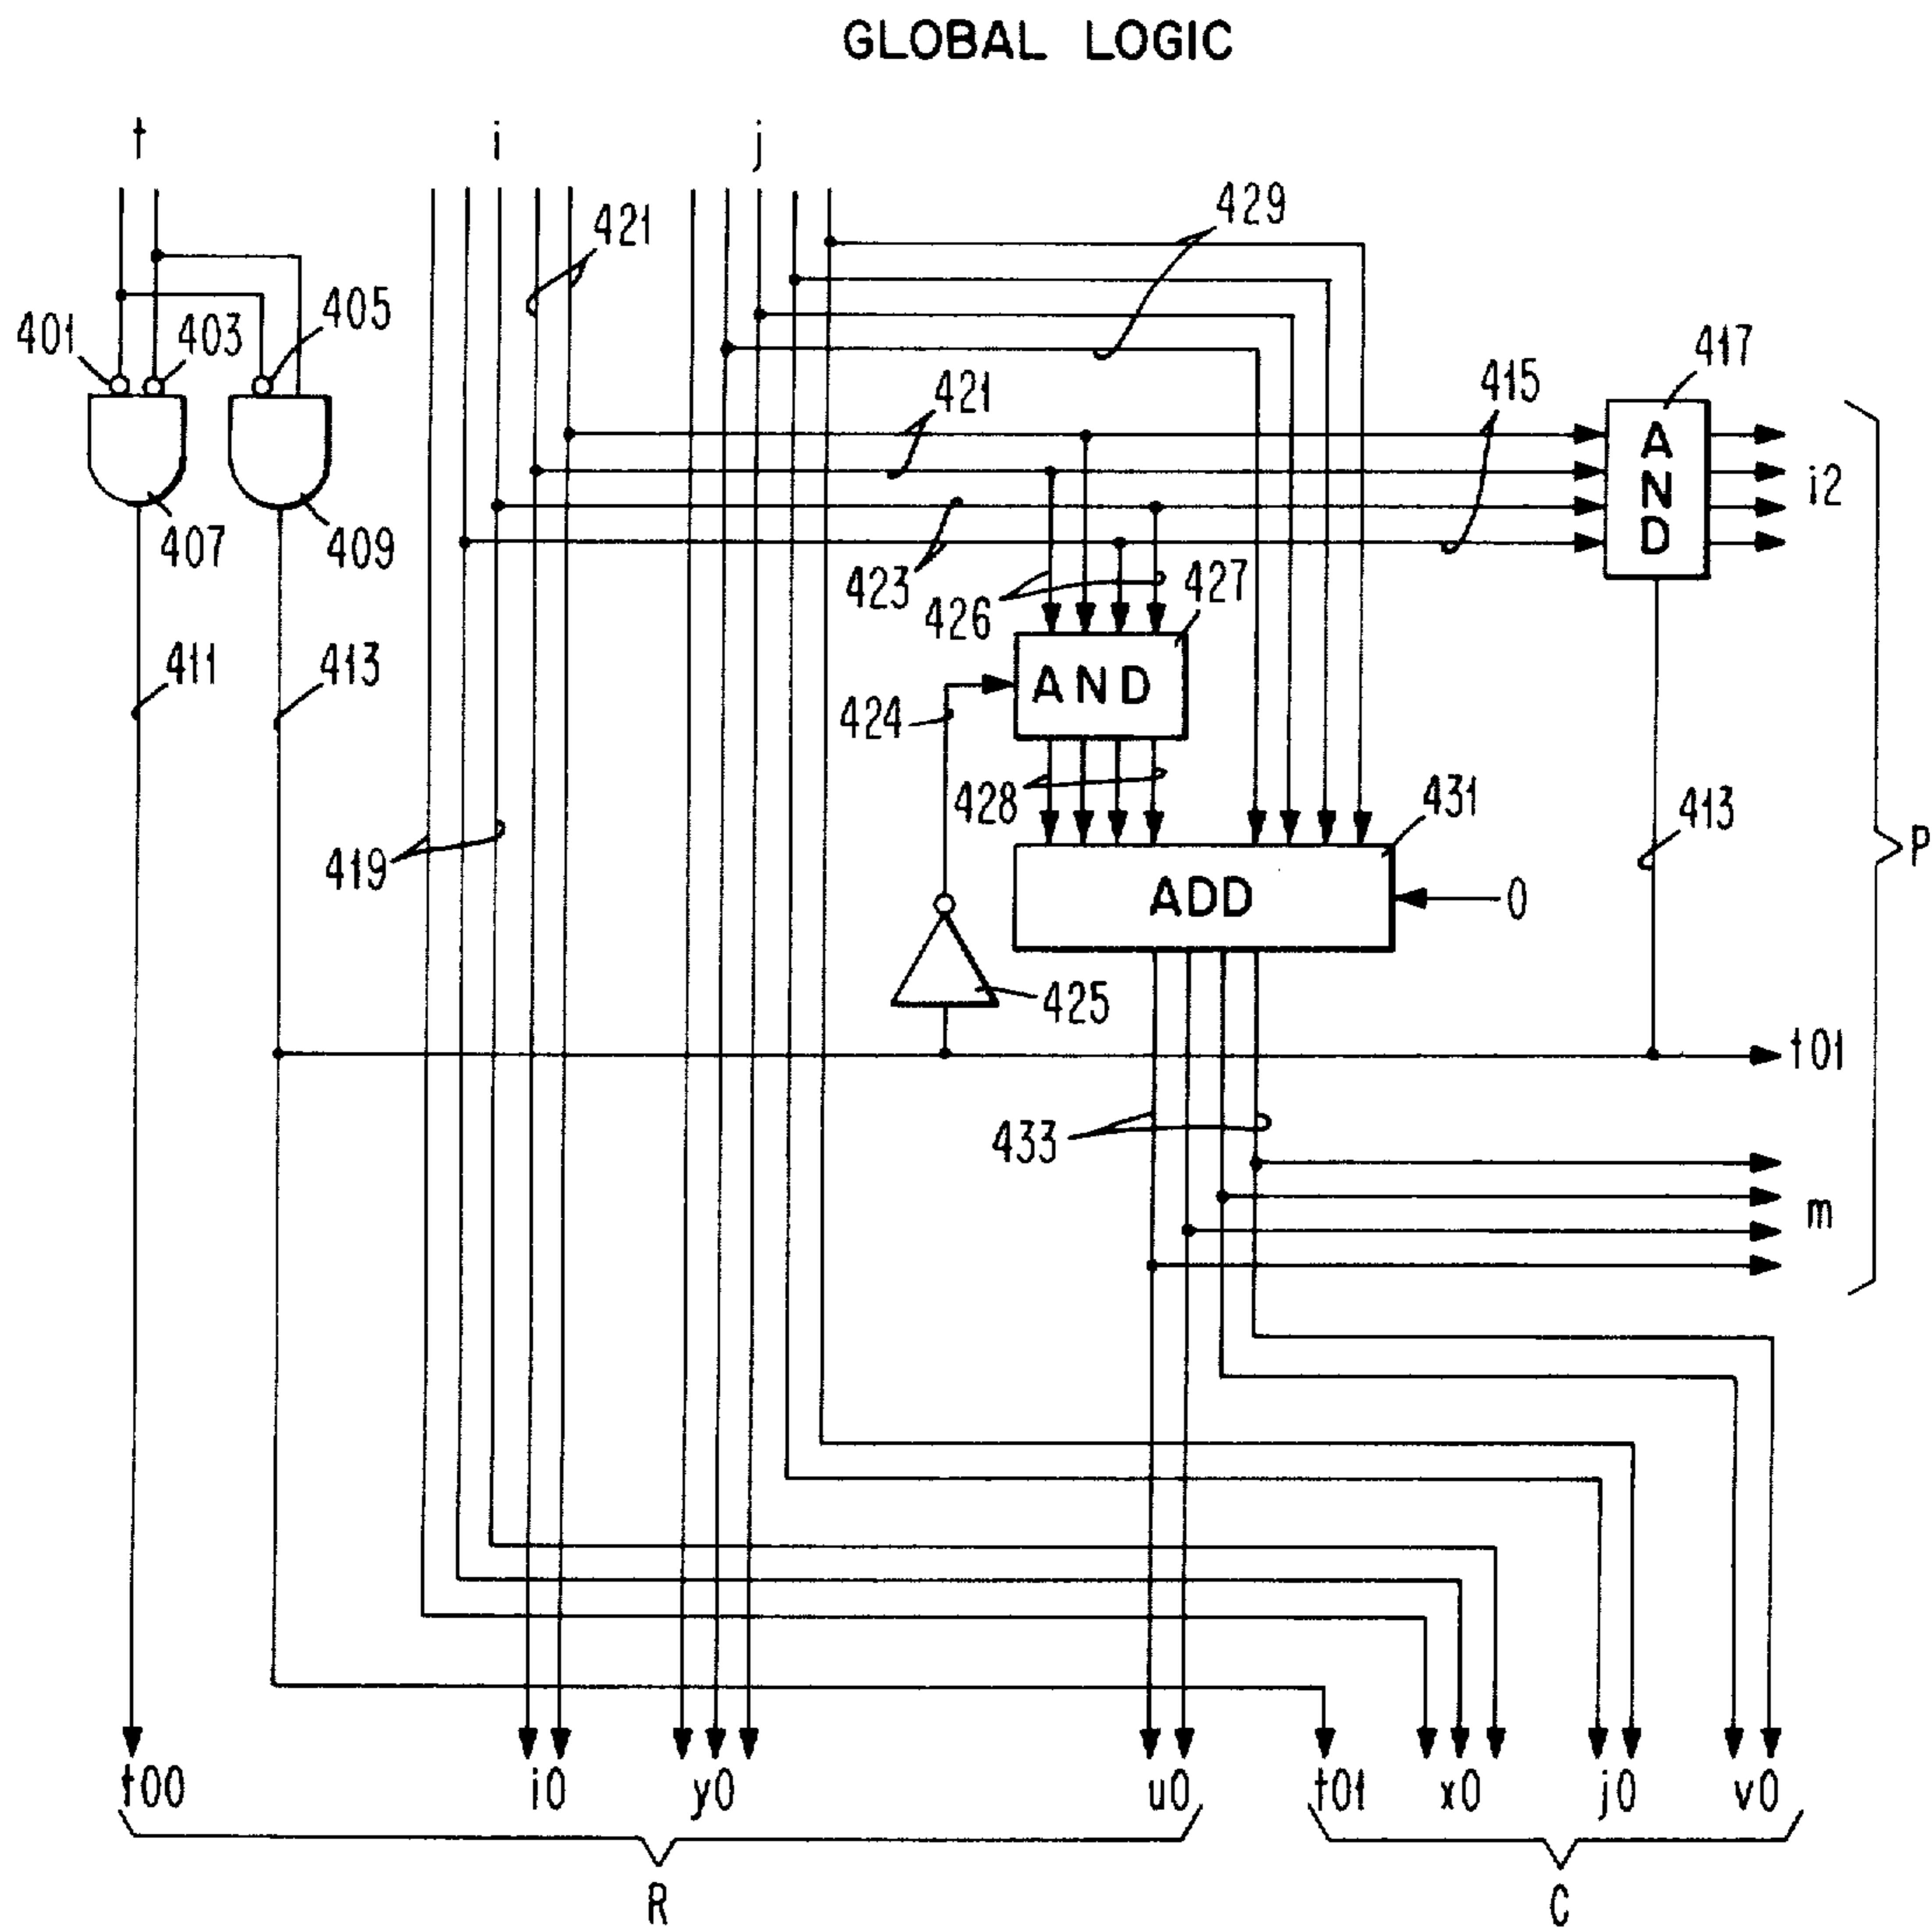 GLOBAL LOGIC
t i j
421 429
401 403 405
421 415 417
AND
i2
407 409
423 426 427
AND
411 413
424
428 431
419 413
P
ADD 0
425
t01
433
m
t00 i0 y0 u0 t01 x0 j0 v0
R C